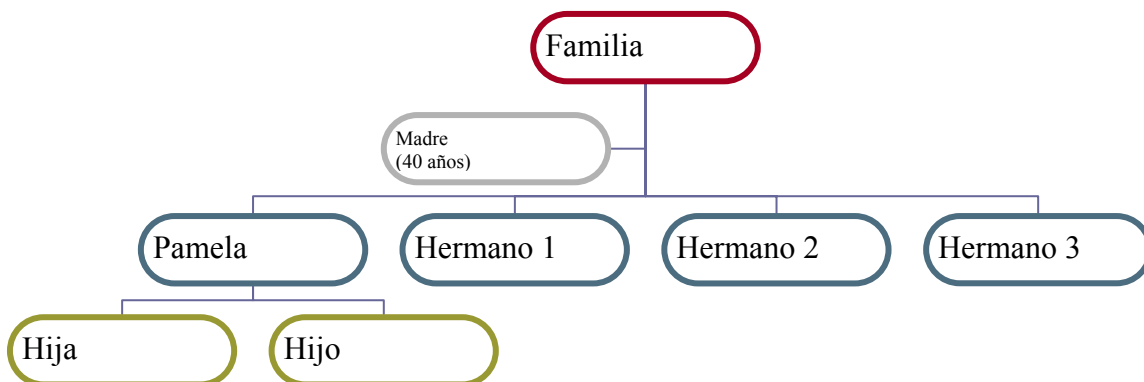 Familia
Madre
(40 años)
Pamela
Hermano 1
Hermano 2
Hermano 3
Hija
Hijo